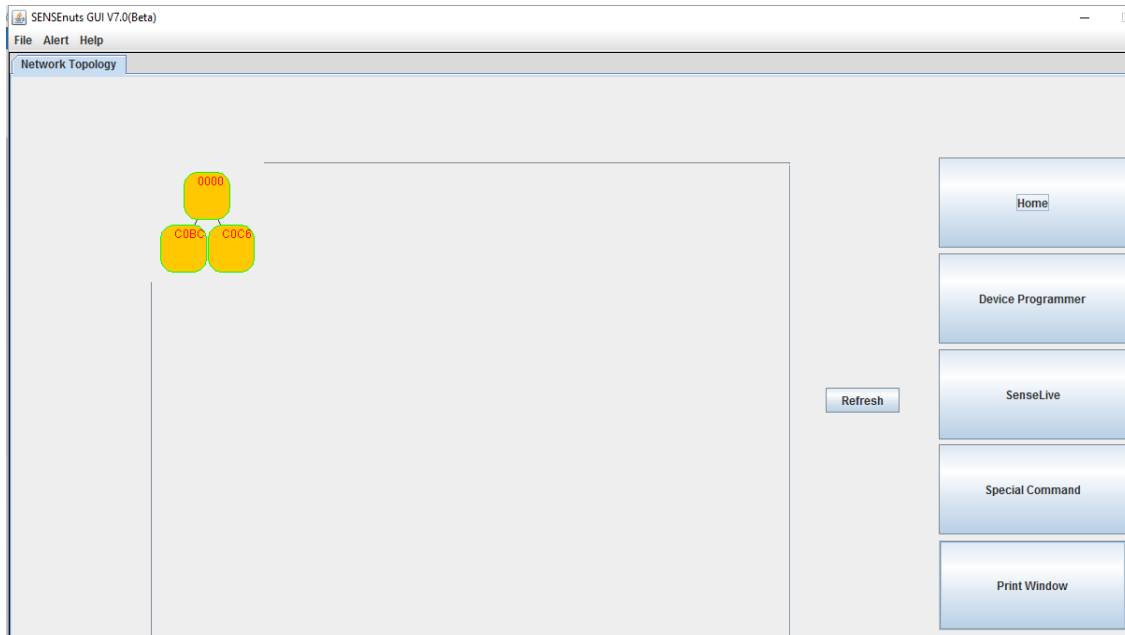 SENSEnuts GUI V7.0(Beta)
File Alert Help
Network Topology
0000
C0BC C0C6
Home
Device Programmer
SenseLive
Refresh
Special Command
Print Window